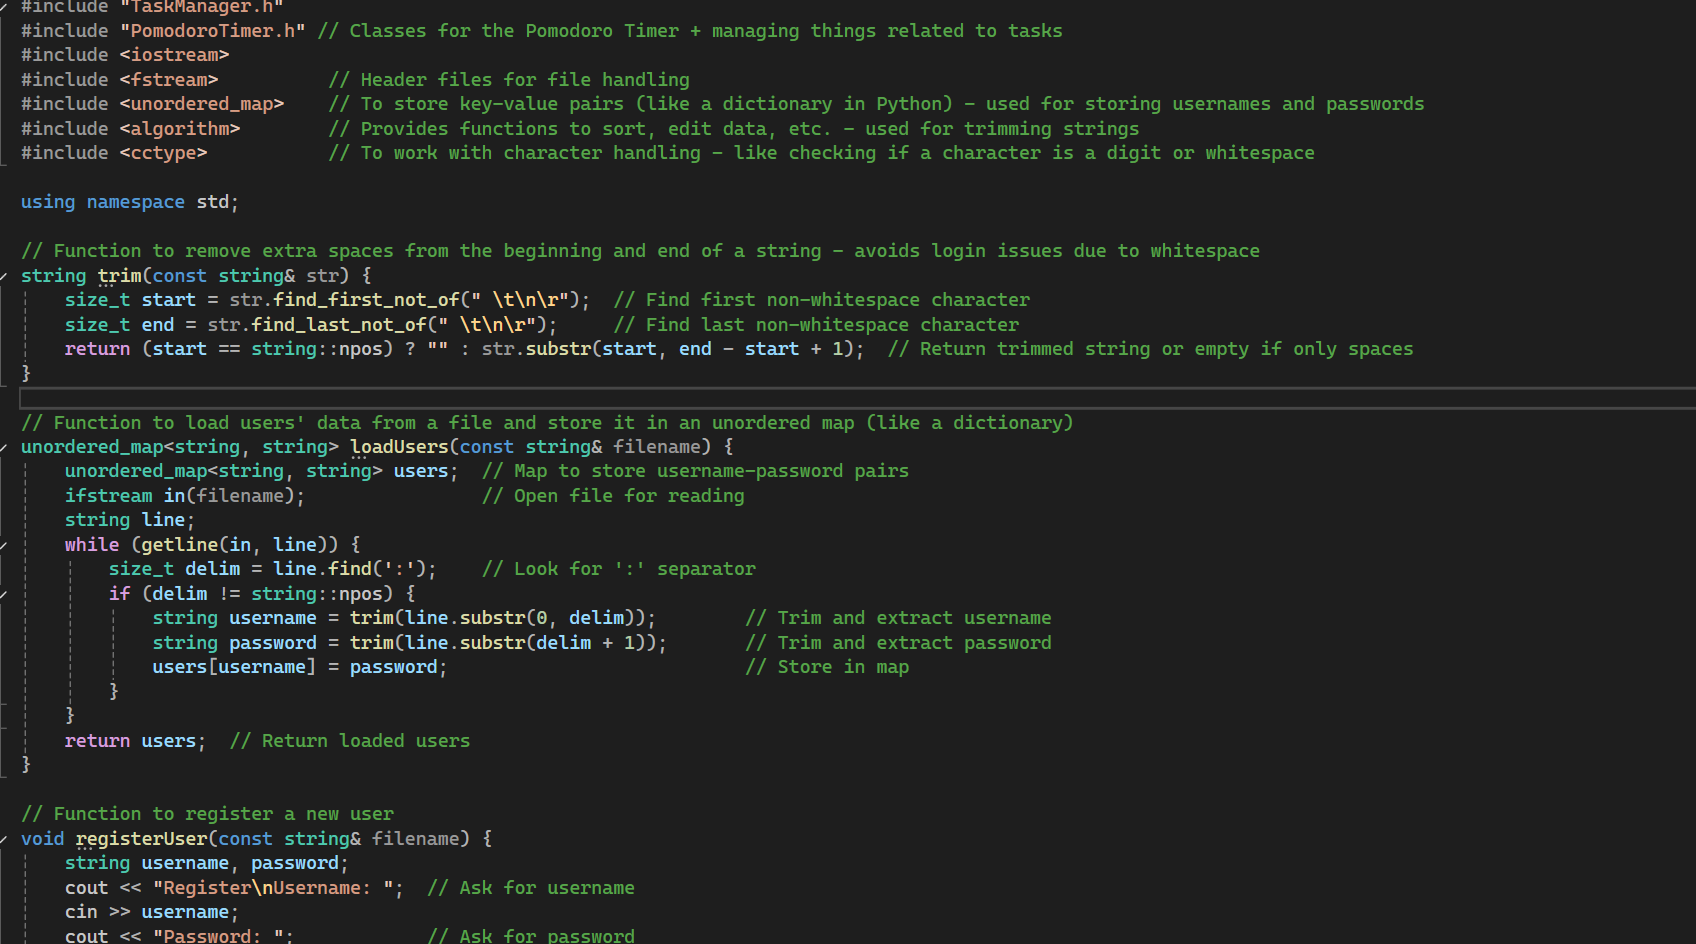 #include "TaskManager.h"
#include "PomodoroTimer.h" // Classes for the Pomodoro Timer + managing things related to tasks
#include <iostream>
#include <fstream>          // Header files for file handling
#include <unordered_map>    // To store key-value pairs (like a dictionary in Python) - used for storing usernames and passwords
#include <algorithm>        // Provides functions to sort, edit data, etc. - used for trimming strings
#include <cctype>           // To work with character handling - like checking if a character is a digit or whitespace

using namespace std;

// Function to remove extra spaces from the beginning and end of a string - avoids login issues due to whitespace
string trim(const string& str) {
    size_t start = str.find_first_not_of(" \t\n\r");  // Find first non-whitespace character
    size_t end = str.find_last_not_of(" \t\n\r");     // Find last non-whitespace character
    return (start == string::npos) ? "" : str.substr(start, end - start + 1);  // Return trimmed string or empty if only spaces
}

// Function to load users' data from a file and store it in an unordered map (like a dictionary)
unordered_map<string, string> loadUsers(const string& filename) {
    unordered_map<string, string> users;  // Map to store username-password pairs
    ifstream in(filename);                // Open file for reading
    string line;
    while (getline(in, line)) {
        size_t delim = line.find(':');    // Look for ':' separator
        if (delim != string::npos) {
            string username = trim(line.substr(0, delim));        // Trim and extract username
            string password = trim(line.substr(delim + 1));       // Trim and extract password
            users[username] = password;                           // Store in map
        }
    }
    return users;  // Return loaded users
}

// Function to register a new user
void registerUser(const string& filename) {
    string username, password;
    cout << "Register\nUsername: ";  // Ask for username
    cin >> username;
    cout << "Password: ";            // Ask for password